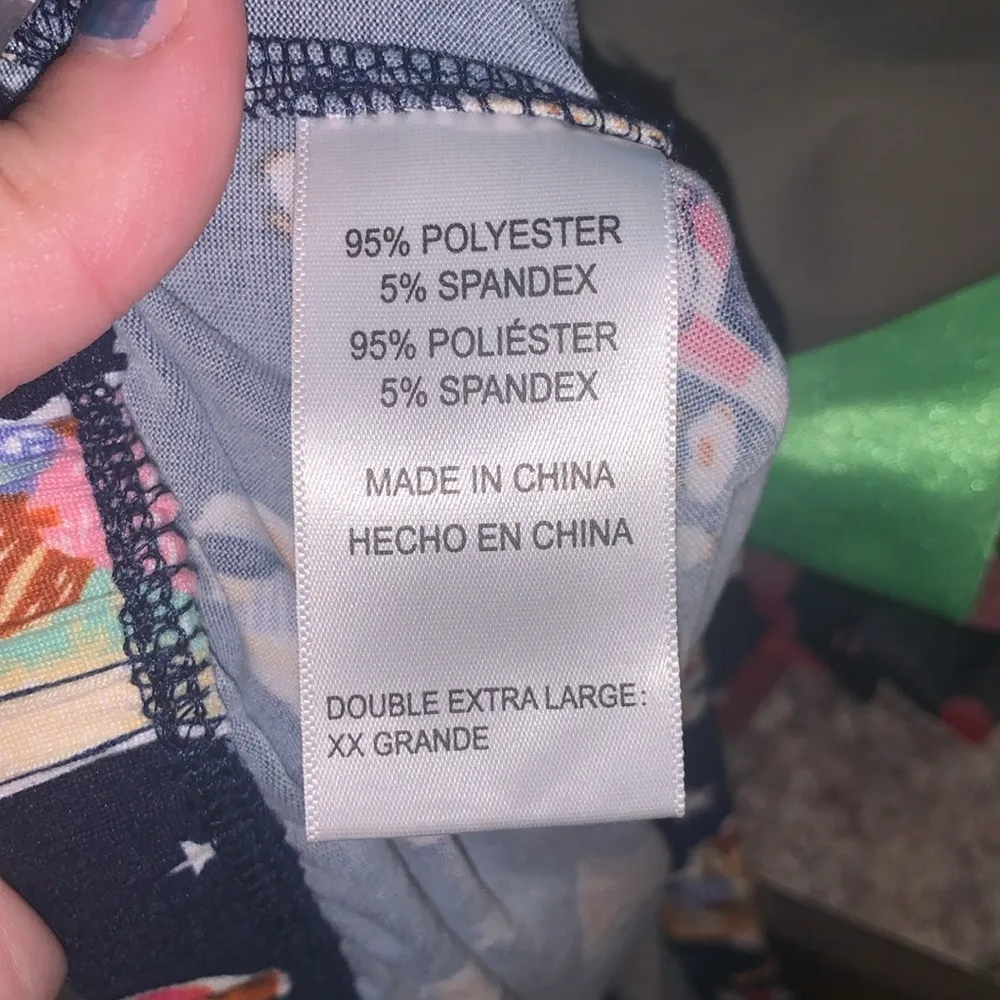 95% POLYESTER
5% SPANDEX
95% POLIÉSTER
5% SPANDEX
MADE IN CHINA
HECHO EN CHINA
DOUBLE EXTRA LARGE:
XX GRANDE